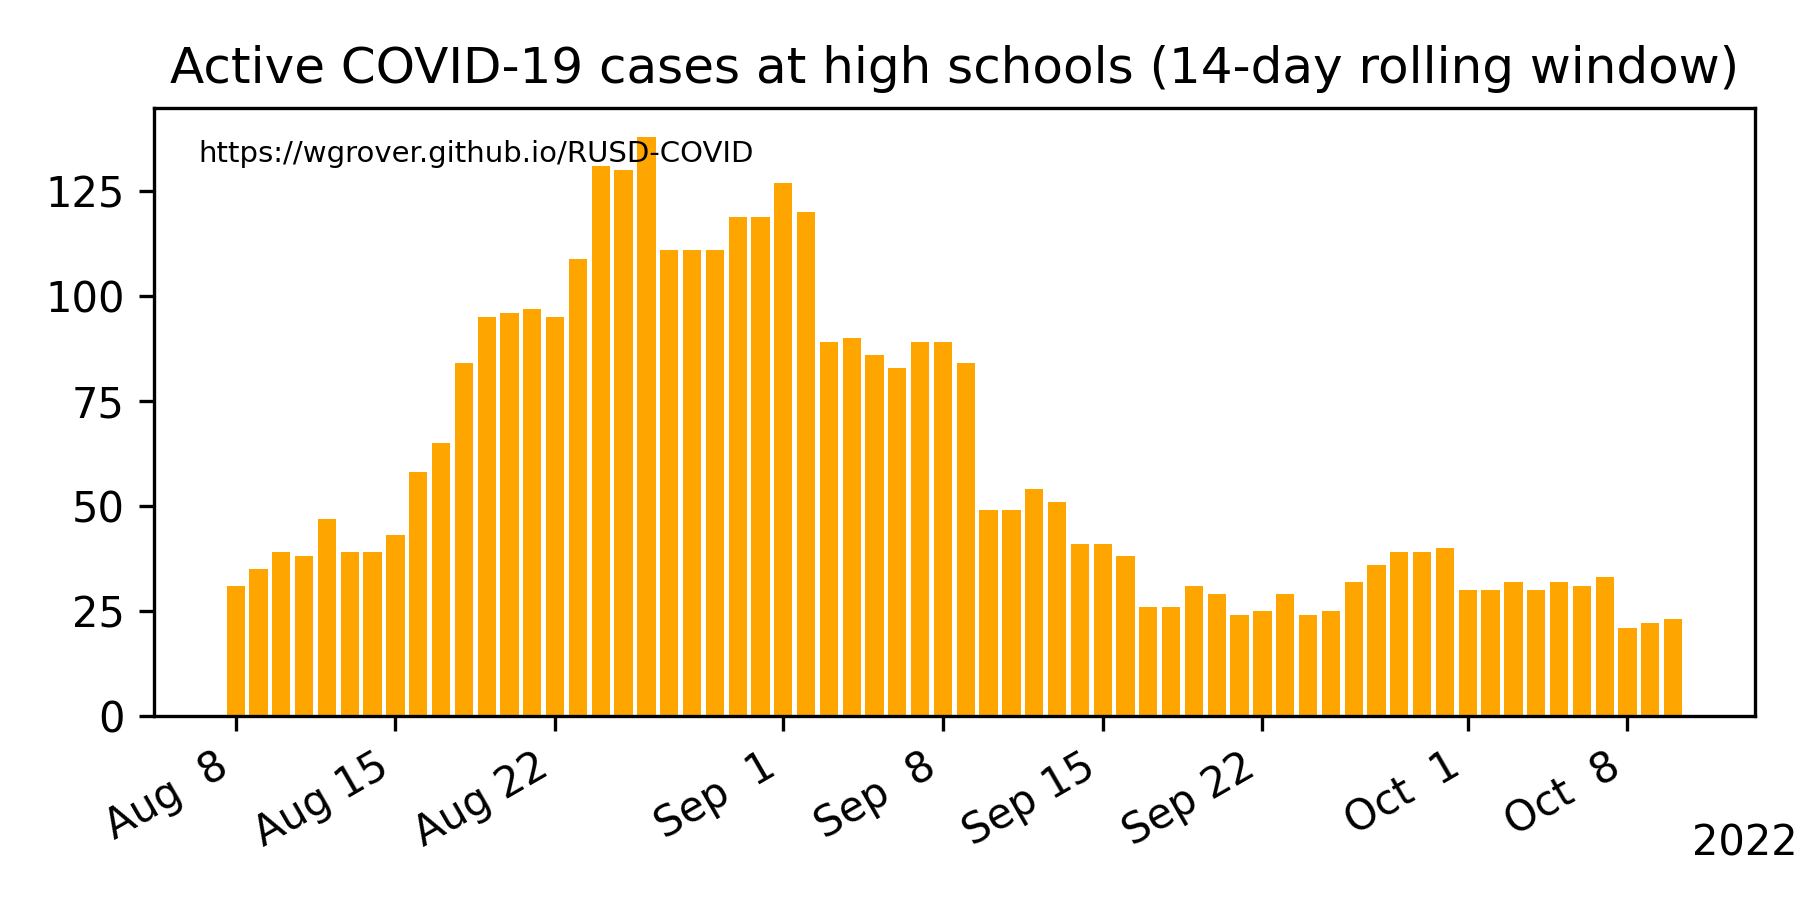 Active COVID-19 cases at high schools (14-day rolling window)
https://wgrover.github.io/RUSD-COVID
125
100
75
50
25
0
Aug 8
Aug 15
Aug 22
Sep 1
Sep 8
Sep 15
Sep 22
Oct 1
Oct 8
2022